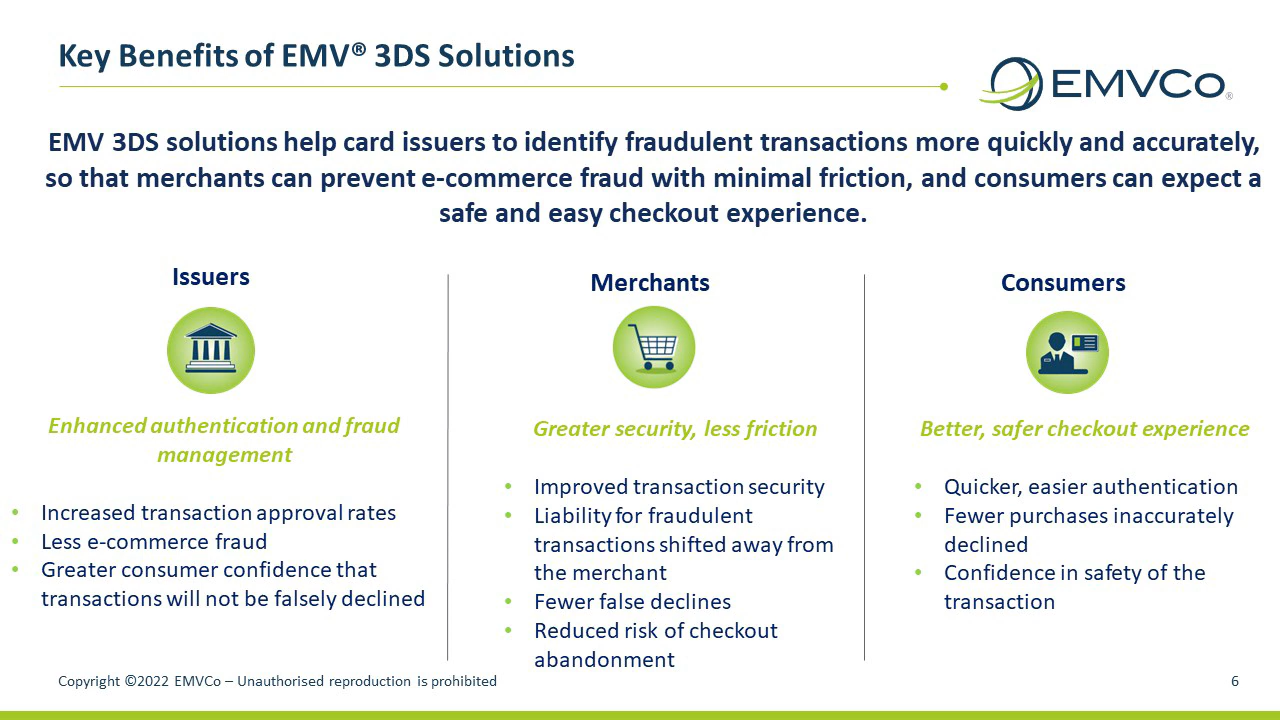 Key Benefits of EMV® 3DS Solutions
EMVCo®
EMV 3DS solutions help card issuers to identify fraudulent transactions more quickly and accurately,
so that merchants can prevent e-commerce fraud with minimal friction, and consumers can expect a
safe and easy checkout experience.
Issuers
Enhanced authentication and fraud
management
• Increased transaction approval rates
• Less e-commerce fraud
• Greater consumer confidence that
transactions will not be falsely declined
Merchants
Greater security, less friction
• Improved transaction security
• Liability for fraudulent
transactions shifted away from
the merchant
• Fewer false declines
• Reduced risk of checkout
abandonment
Consumers
Better, safer checkout experience
• Quicker, easier authentication
• Fewer purchases inaccurately
declined
• Confidence in safety of the
transaction
Copyright ©2022 EMVCo – Unauthorised reproduction is prohibited
6